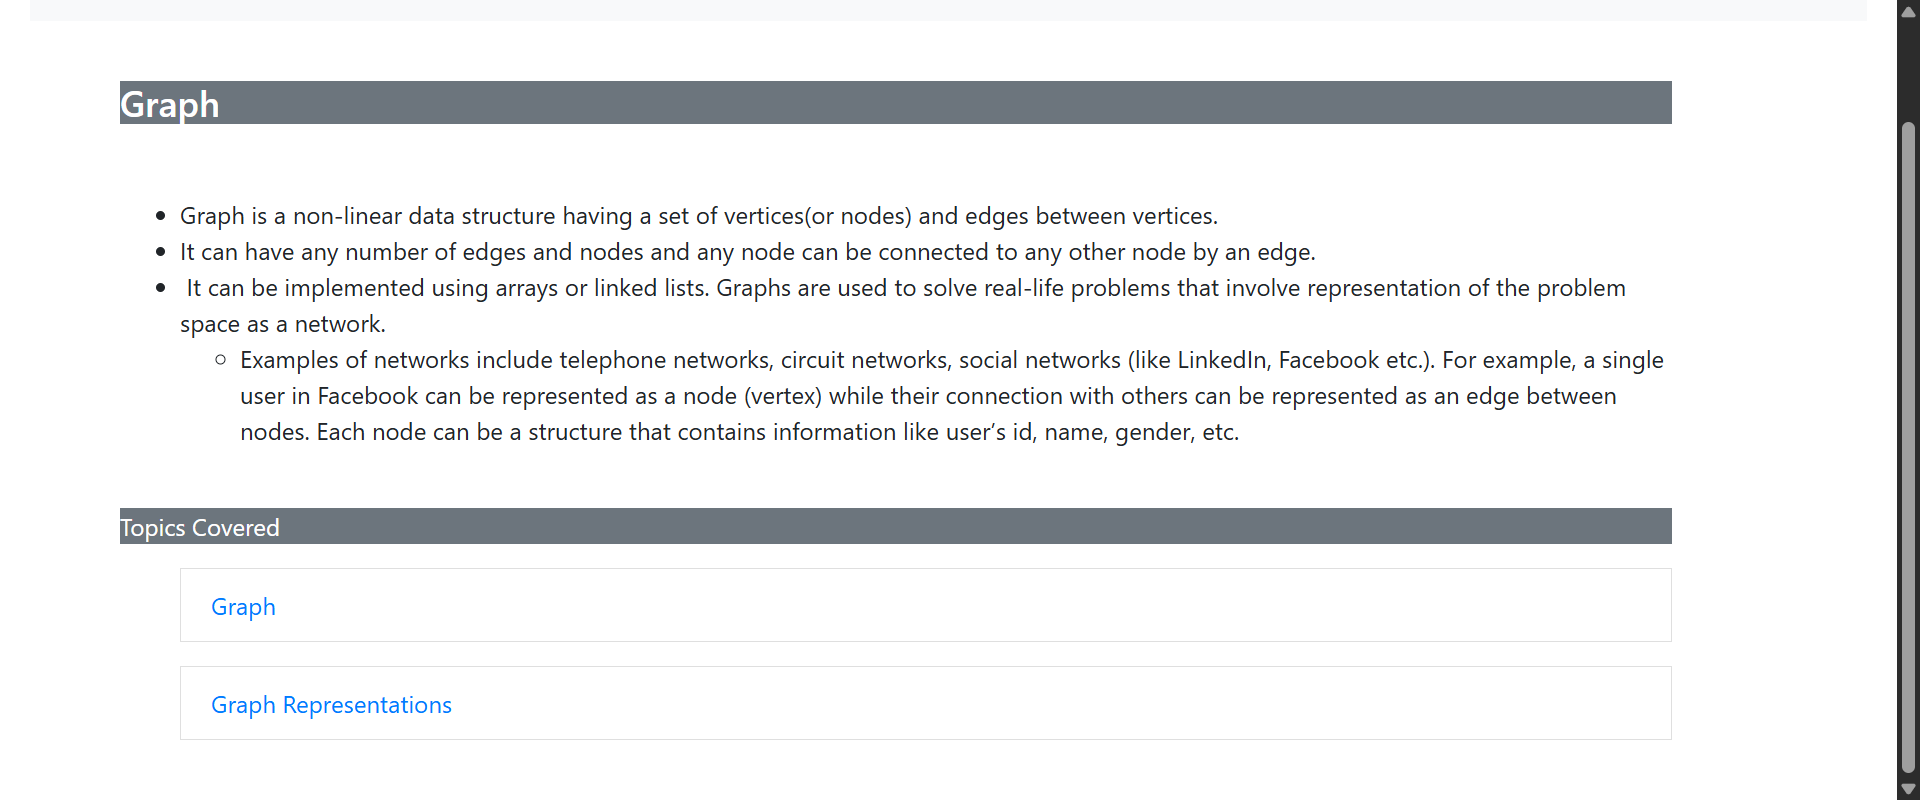 Graph
Graph is a non-linear data structure having a set of vertices(or nodes) and edges between vertices.
It can have any number of edges and nodes and any node can be connected to any other node by an edge.
It can be implemented using arrays or linked lists. Graphs are used to solve real-life problems that involve representation of the problem
space as a network.
Examples of networks include telephone networks, circuit networks, social networks (like LinkedIn, Facebook etc.). For example, a single
user in Facebook can be represented as a node (vertex) while their connection with others can be represented as an edge between
nodes. Each node can be a structure that contains information like user’s id, name, gender, etc.
Topics Covered
Graph
Graph Representations